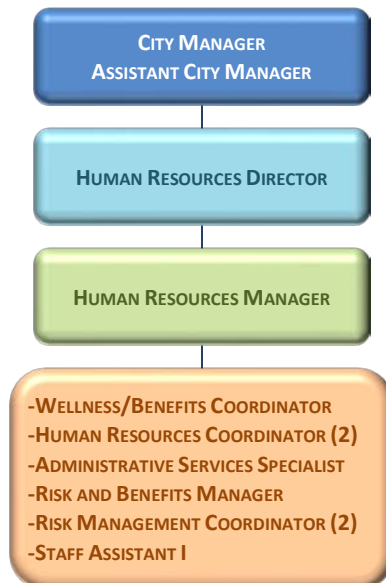 City Manager
Assistant City Manager
Human Resources Director
Human Resources Manager
-Wellness/Benefits Coordinator
-Human Resources Coordinator (2)
-Administrative Services Specialist
-Risk and Benefits Manager
-Risk Management Coordinator (2)
-Staff Assistant I